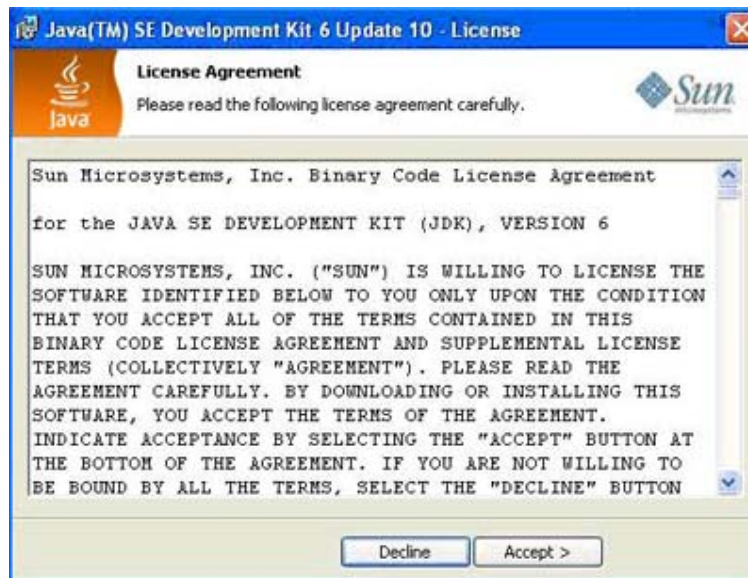 Java(TM) SE Development Kit 6 Update 10 - License
License Agreement
Please read the following license agreement carefully.
Java
Sun
microsystems
Sun Microsystems, Inc. Binary Code License Agreement
for the JAVA SE DEVELOPMENT KIT (JDK), VERSION 6
SUN MICROSYSTEMS, INC. ("SUN") IS WILLING TO LICENSE THE
SOFTWARE IDENTIFIED BELOW TO YOU ONLY UPON THE CONDITION
THAT YOU ACCEPT ALL OF THE TERMS CONTAINED IN THIS
BINARY CODE LICENSE AGREEMENT AND SUPPLEMENTAL LICENSE
TERMS (COLLECTIVELY "AGREEMENT"). PLEASE READ THE
AGREEMENT CAREFULLY. BY DOWNLOADING OR INSTALLING THIS
SOFTWARE, YOU ACCEPT THE TERMS OF THE AGREEMENT.
INDICATE ACCEPTANCE BY SELECTING THE "ACCEPT" BUTTON AT
THE BOTTOM OF THE AGREEMENT. IF YOU ARE NOT WILLING TO
BE BOUND BY ALL THE TERMS, SELECT THE "DECLINE" BUTTON
Decline
Accept >